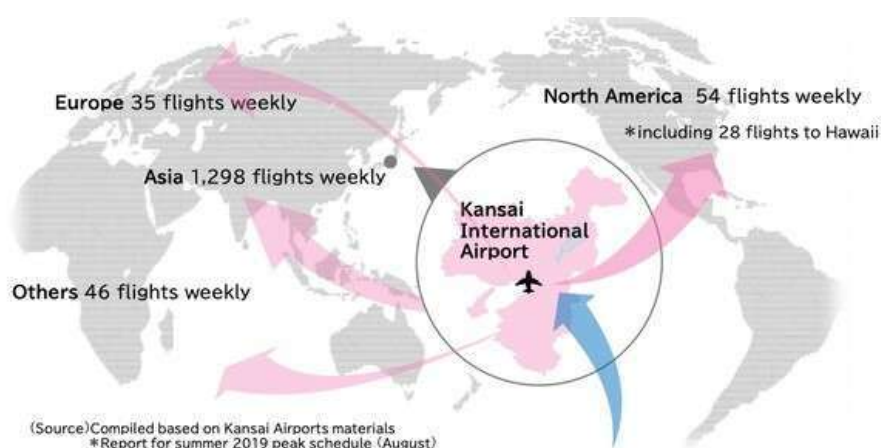 Europe 35 flights weekly
North America 54 flights weekly
*including 28 flights to Hawaii
Asia 1,298 flights weekly
Kansai
International
Airport
Others 46 flights weekly
(Source)Compiled based on Kansai Airports materials
*Report for summer 2019 peak schedule (August)